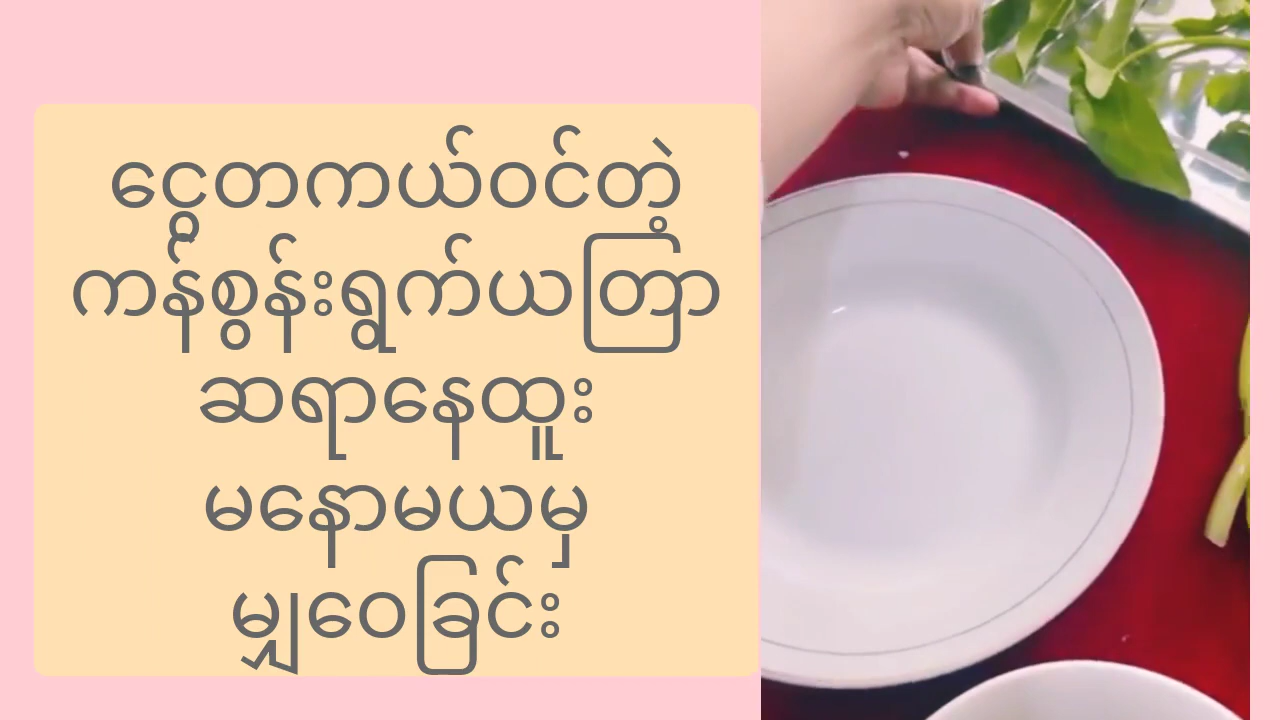 ငွေတကယ်ဝင်တဲ့
ကန်စွန်းရွက်ယတြာ
ဆရာနေထူး
မနောမယမှ
မျှဝေခြင်း